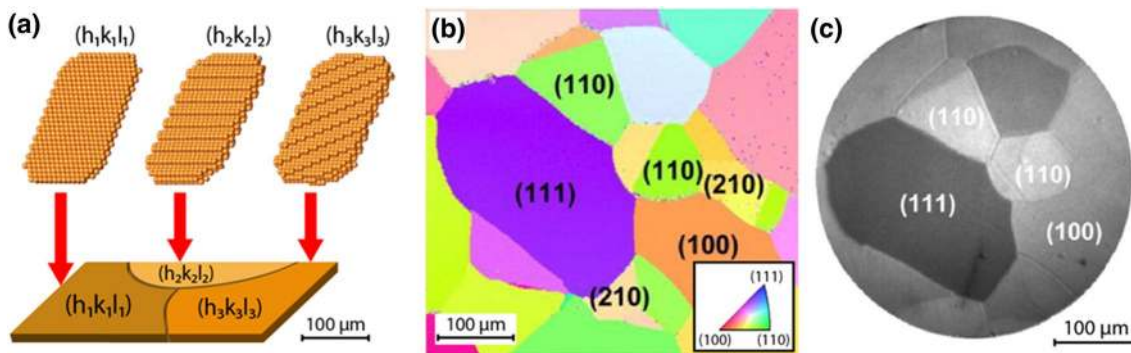 (a)
(h₁k₁l₁)
(h₂k₂l₂)
(h₃k₃l₃)
(h₂k₂l₂)
(h₁k₁l₁)
(h₃k₃l₃)
100 µm
(b)
(110)
(111)
(110)
(210)
(100)
(210)
100 µm
(111)
(100)
(110)
(c)
(110)
(110)
(111)
(100)
100 µm